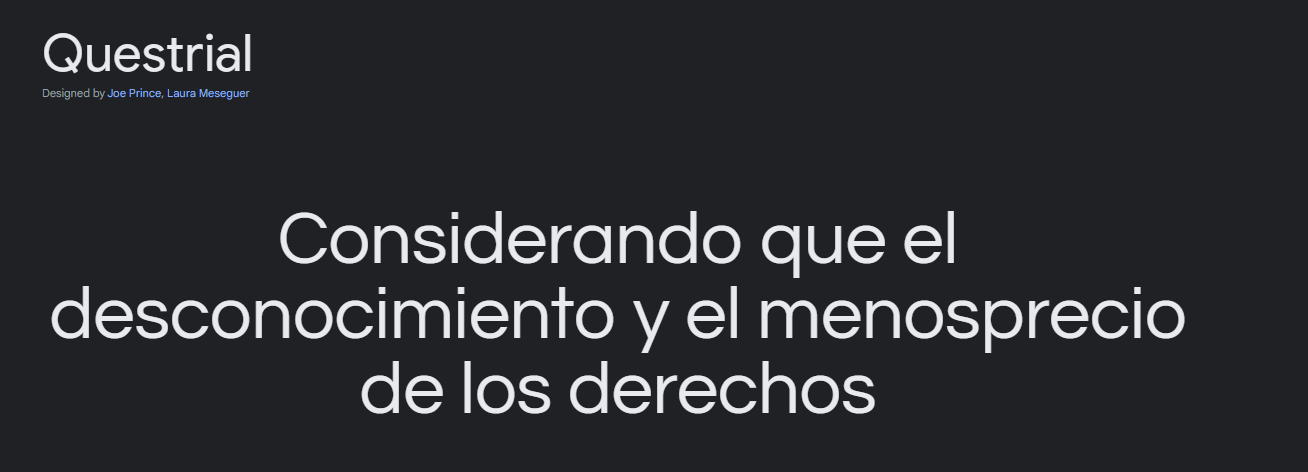 Questrial
Designed by Joe Prince, Laura Meseguer
Considerando que el
desconocimiento y el menosprecio
de los derechos